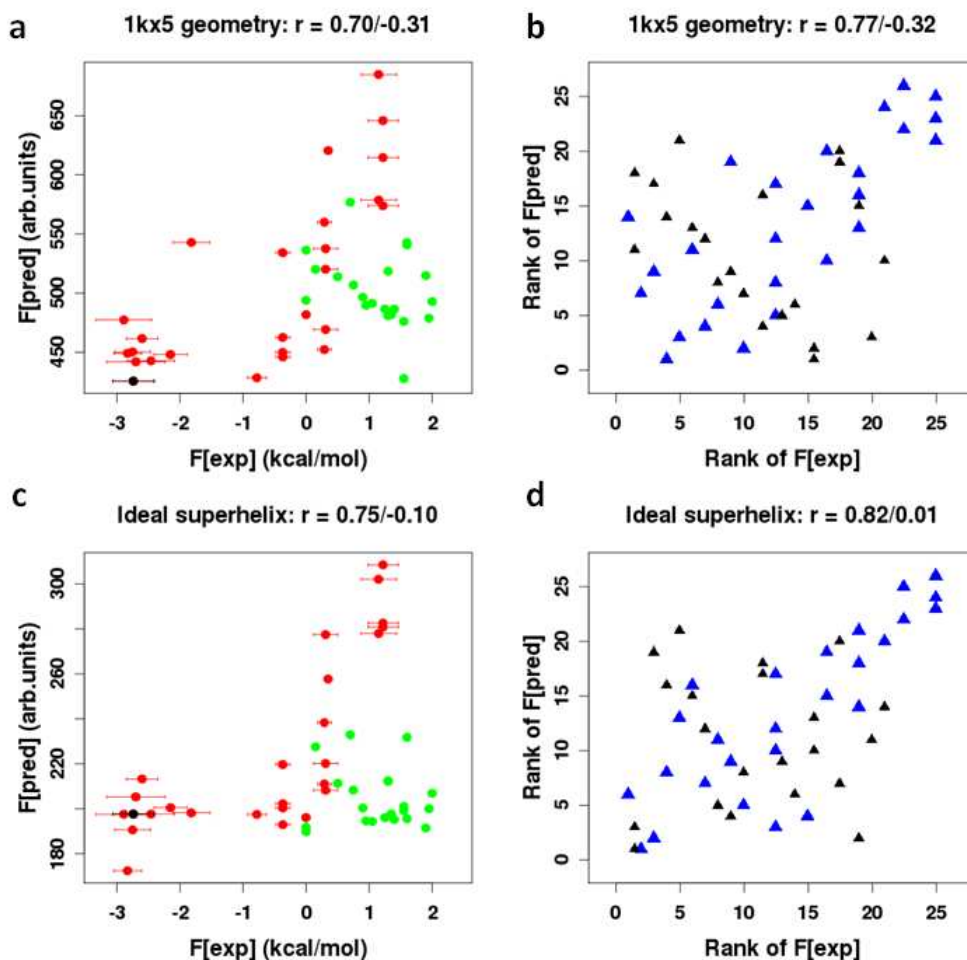 a
1kx5 geometry: r = 0.70/-0.31
F[pred] (arb.units)
650
600
550
500
450
-3 -2 -1 0 1 2
F[exp] (kcal/mol)
b
1kx5 geometry: r = 0.77/-0.32
Rank of F[pred]
25
20
15
10
5
0
0 5 10 15 20 25
Rank of F[exp]
c
Ideal superhelix: r = 0.75/-0.10
F[pred] (arb.units)
300
260
220
180
-3 -2 -1 0 1 2
F[exp] (kcal/mol)
d
Ideal superhelix: r = 0.82/0.01
Rank of F[pred]
25
20
15
10
5
0
0 5 10 15 20 25
Rank of F[exp]